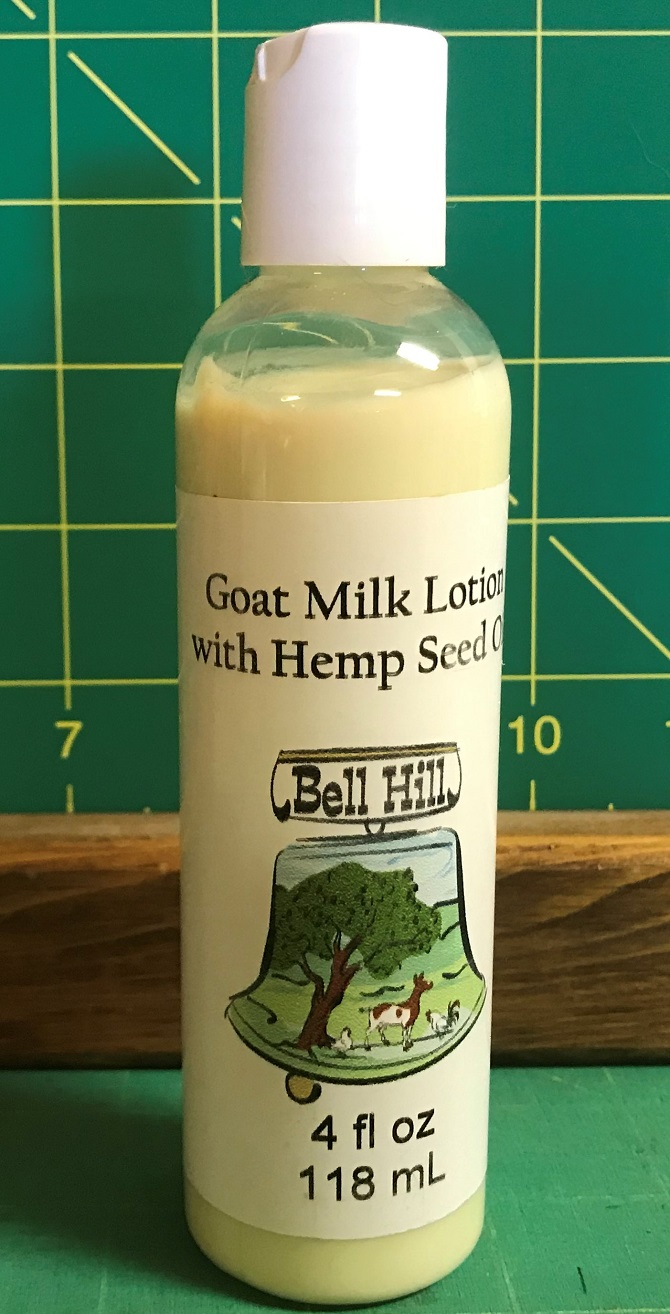 Goat Milk Lotion
with Hemp Seed O
Bell Hill
7
10
4 fl oz
118 mL